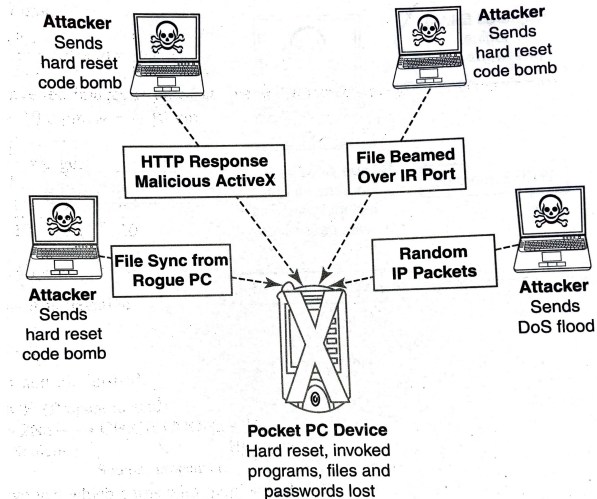 Attacker
Sends
hard reset
code bomb
Attacker
Sends
hard reset
code bomb
HTTP Response
Malicious ActiveX
File Beamed
Over IR Port
File Sync from
Rogue PC
Random
IP Packets
Attacker
Sends
hard reset
code bomb
Attacker
Sends
DoS flood
X
Pocket PC Device
Hard reset, invoked
programs, files and
passwords lost